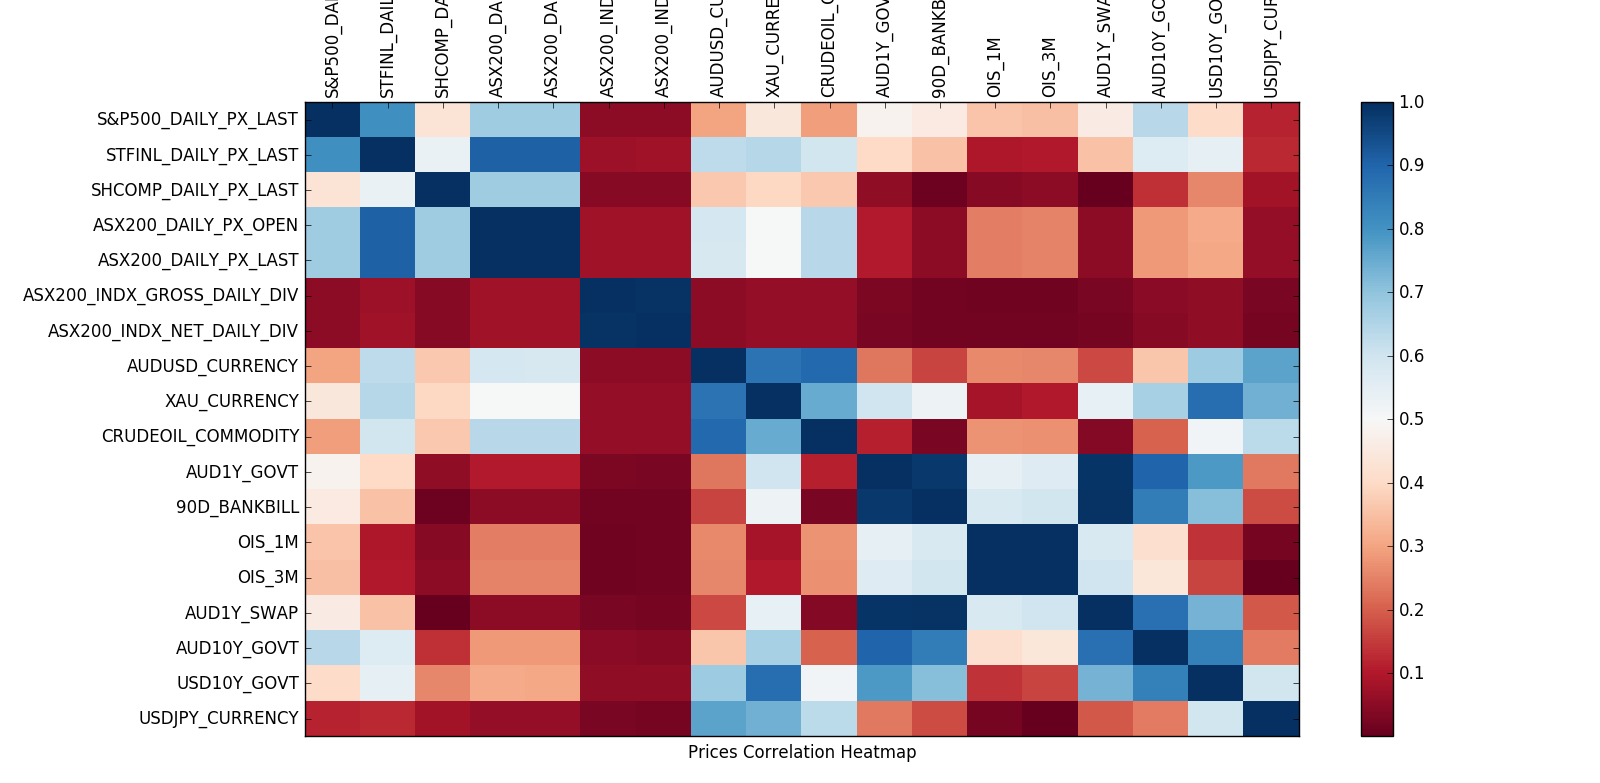 S&P500_DAI
STFINL_DAIL
SHCOMP_DA
ASX200_DA
ASX200_DA
ASX200_IND
ASX200_IND
AUDUSD_CU
XAU_CURRE
CRUDEOIL_C
AUD1Y_GOV
90D_BANKB
OIS_1M
OIS_3M
AUD1Y_SWA
AUD10Y_GO
USD10Y_GO
USDJPY_CUR
S&P500_DAILY_PX_LAST
STFINL_DAILY_PX_LAST
SHCOMP_DAILY_PX_LAST
ASX200_DAILY_PX_OPEN
ASX200_DAILY_PX_LAST
ASX200_INDX_GROSS_DAILY_DIV
ASX200_INDX_NET_DAILY_DIV
AUDUSD_CURRENCY
XAU_CURRENCY
CRUDEOIL_COMMODITY
AUD1Y_GOVT
90D_BANKBILL
OIS_1M
OIS_3M
AUD1Y_SWAP
AUD10Y_GOVT
USD10Y_GOVT
USDJPY_CURRENCY
Prices Correlation Heatmap
1.0
0.9
0.8
0.7
0.6
0.5
0.4
0.3
0.2
0.1